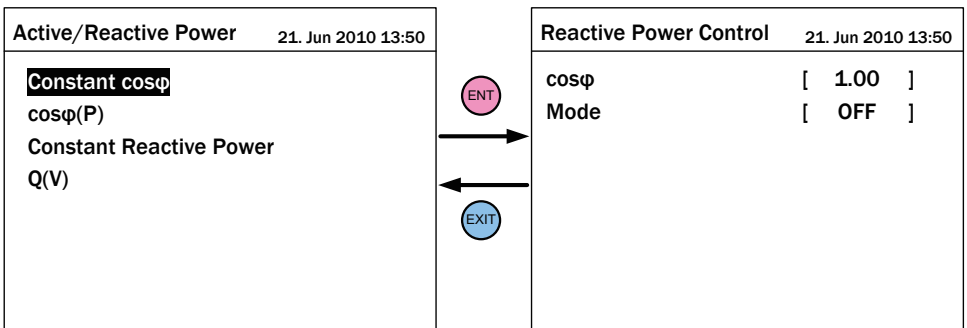 Active/Reactive Power 21. Jun 2010 13:50
Constant cosφ
cosφ(P)
Constant Reactive Power
Q(V)
ENT
EXIT
Reactive Power Control 21. Jun 2010 13:50
cosφ [ 1.00 ]
Mode [ OFF ]